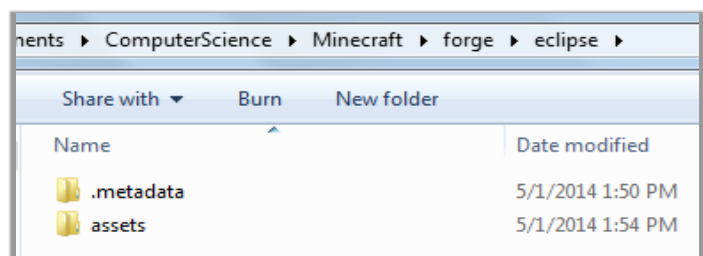 ments ▸ ComputerScience ▸ Minecraft ▸ forge ▸ eclipse ▸
Share with ▾ Burn New folder
Name Date modified
.metadata 5/1/2014 1:50 PM
assets 5/1/2014 1:54 PM